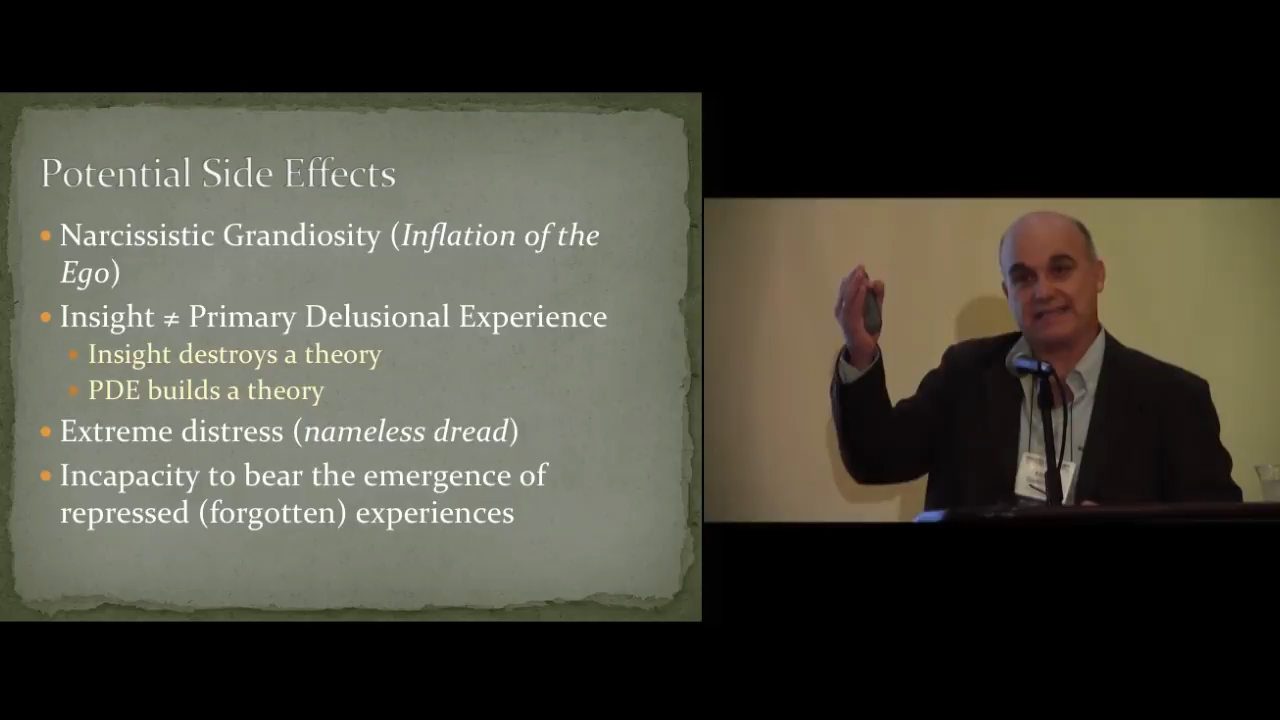 Potential Side Effects
• Narcissistic Grandiosity (Inflation of the
Ego)
• Insight ≠ Primary Delusional Experience
• Insight destroys a theory
• PDE builds a theory
• Extreme distress (nameless dread)
• Incapacity to bear the emergence of
repressed (forgotten) experiences